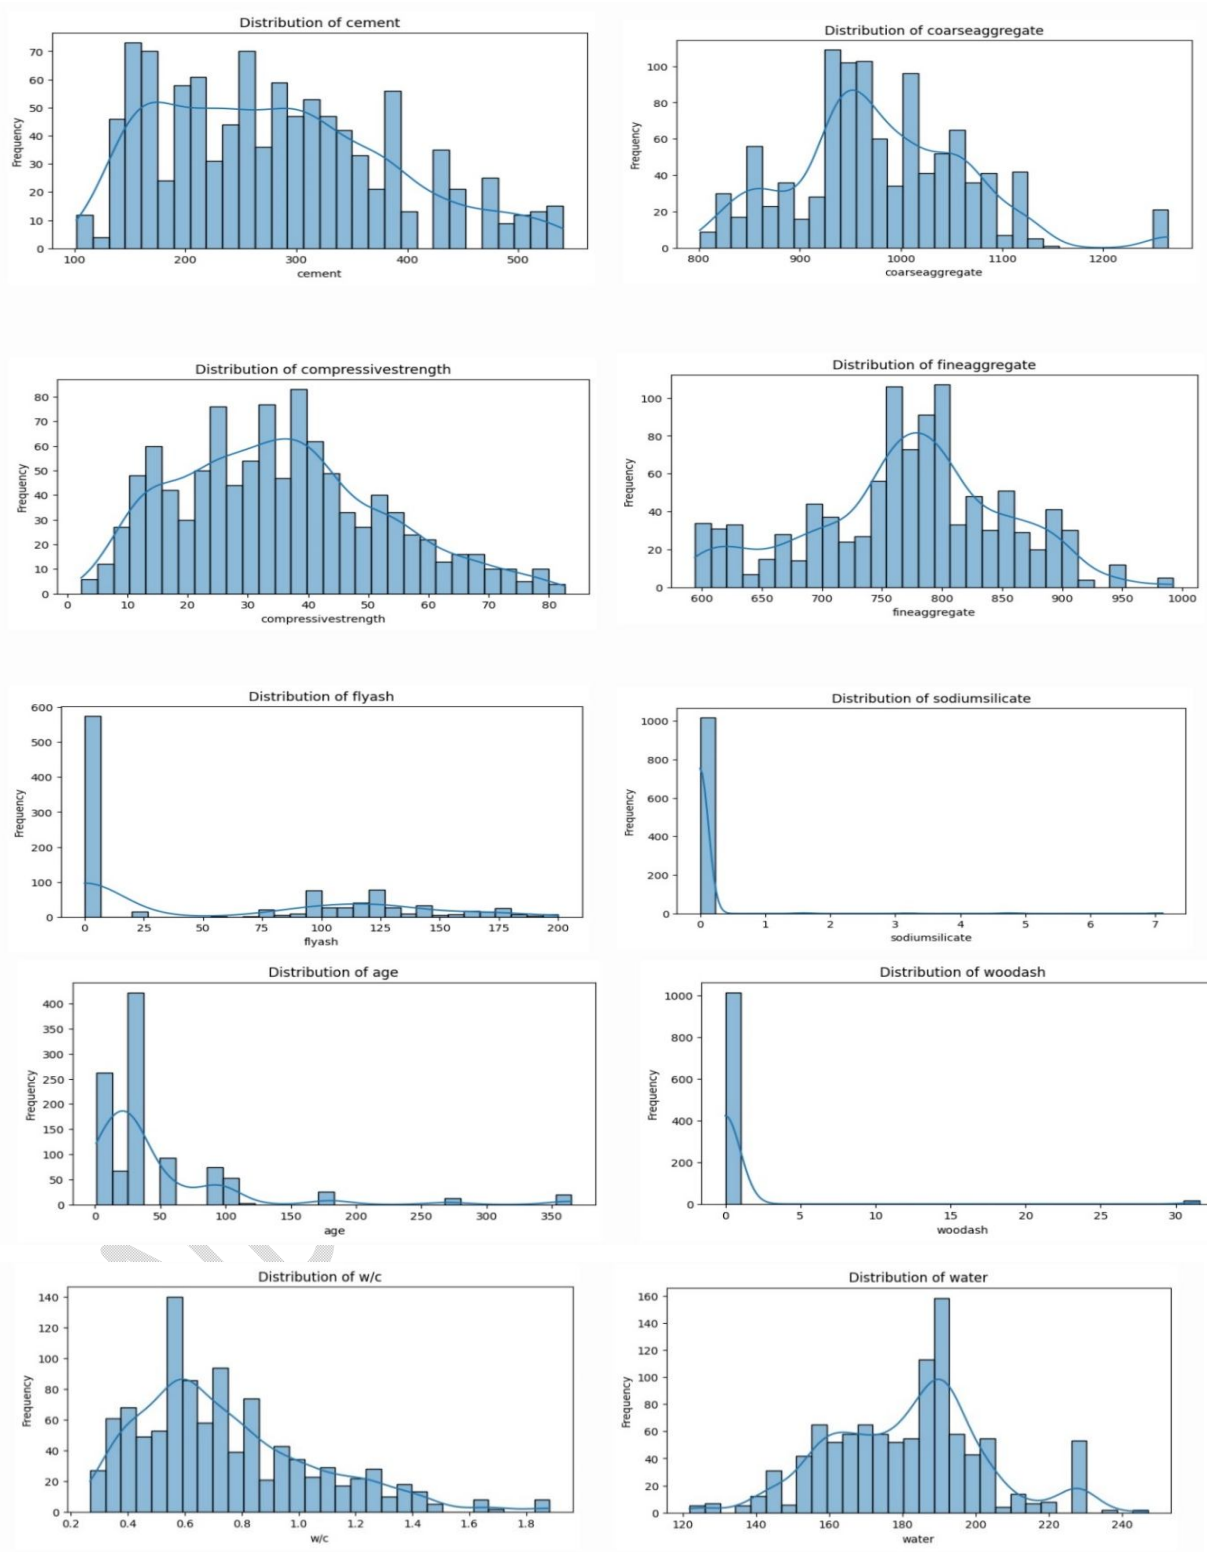 Distribution of cement
Frequency
70
60
50
40
30
20
10
0
100 200 300 400 500
cement
Distribution of coarseaggregate
Frequency
100
80
60
40
20
0
800 900 1000 1100 1200
coarseaggregate
Distribution of compressivestrength
Frequency
80
70
60
50
40
30
20
10
0
0 10 20 30 40 50 60 70 80
compressivestrength
Distribution of fineaggregate
Frequency
100
80
60
40
20
0
600 650 700 750 800 850 900 950 1000
fineaggregate
Distribution of flyash
Frequency
600
500
400
300
200
100
0
0 25 50 75 100 125 150 175 200
flyash
Distribution of sodiumsilicate
Frequency
1000
800
600
400
200
0
0 1 2 3 4 5 6 7
sodiumsilicate
Distribution of age
Frequency
400
350
300
250
200
150
100
50
0
0 50 100 150 200 250 300 350
age
Distribution of woodash
Frequency
1000
800
600
400
200
0
0 5 10 15 20 25 30
woodash
Distribution of w/c
Frequency
140
120
100
80
60
40
20
0
0.2 0.4 0.6 0.8 1.0 1.2 1.4 1.6 1.8
w/c
Distribution of water
Frequency
160
140
120
100
80
60
40
20
0
120 140 160 180 200 220 240
water